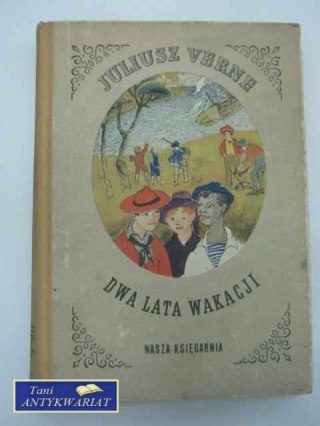 JULIUSZ VERNE
DWA LATA WAKACJI
NASZA KSIĘGARNIA
Tani
ANTYKWARIAT